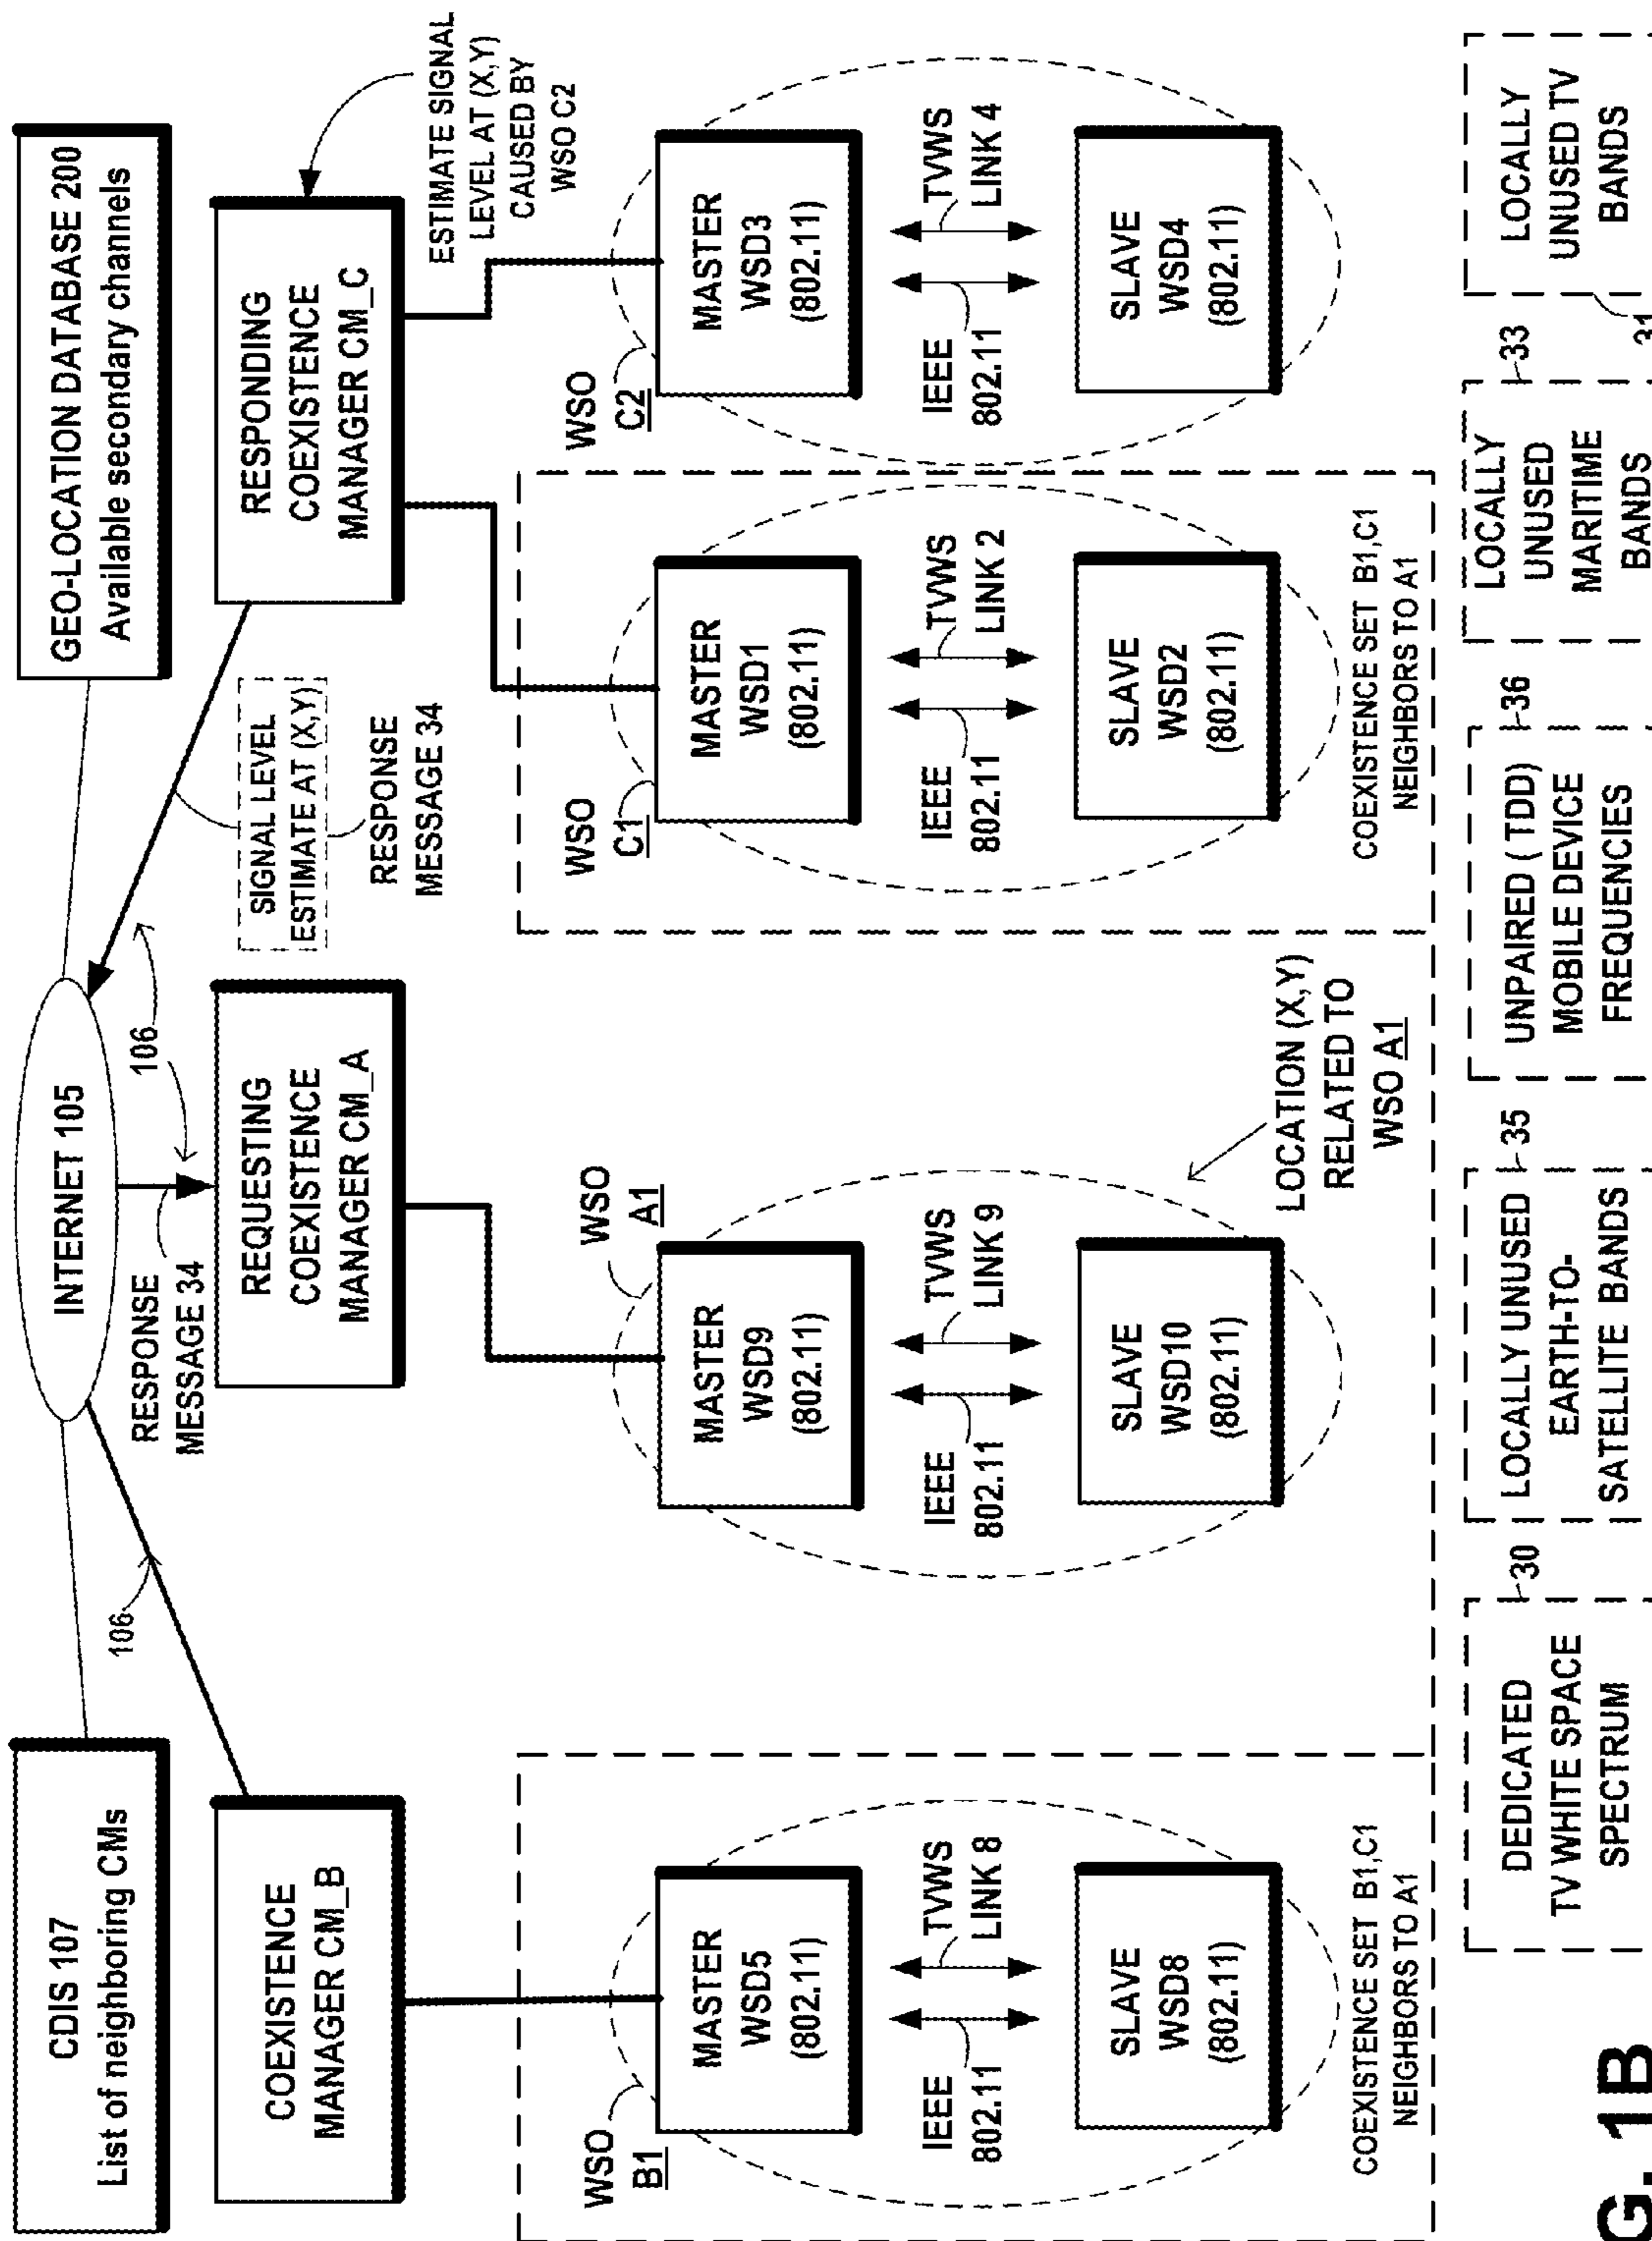 CDIS 107
List of neighboring CMs
INTERNET 105
GEO-LOCATION DATABASE 200
Available secondary channels
106
RESPONSE
MESSAGE 34
106
SIGNAL LEVEL
ESTIMATE AT (X,Y)
RESPONSE
MESSAGE 34
COEXISTENCE
MANAGER CM_B
REQUESTING
COEXISTENCE
MANAGER CM_A
RESPONDING
COEXISTENCE
MANAGER CM_C
ESTIMATE SIGNAL
LEVEL AT (X,Y)
CAUSED BY
WSO C2
WSO
B1
MASTER
WSD5
(802.11)
IEEE
802.11
TVWS
LINK 8
SLAVE
WSD8
(802.11)
COEXISTENCE SET B1,C1
NEIGHBORS TO A1
WSO
A1
MASTER
WSD9
(802.11)
IEEE
802.11
TVWS
LINK 9
SLAVE
WSD10
(802.11)
LOCATION (X,Y)
RELATED TO
WSO A1
WSO
C1
MASTER
WSD1
(802.11)
IEEE
802.11
TVWS
LINK 2
SLAVE
WSD2
(802.11)
COEXISTENCE SET B1,C1
NEIGHBORS TO A1
WSO
C2
MASTER
WSD3
(802.11)
IEEE
802.11
TVWS
LINK 4
SLAVE
WSD4
(802.11)
DEDICATED
TV WHITE SPACE
SPECTRUM
30
LOCALLY UNUSED
EARTH-TO-
SATELLITE BANDS
35
UNPAIRED (TDD)
MOBILE DEVICE
FREQUENCIES
36
LOCALLY
UNUSED
MARITIME
BANDS
33
LOCALLY
UNUSED TV
BANDS
31
G. 1B